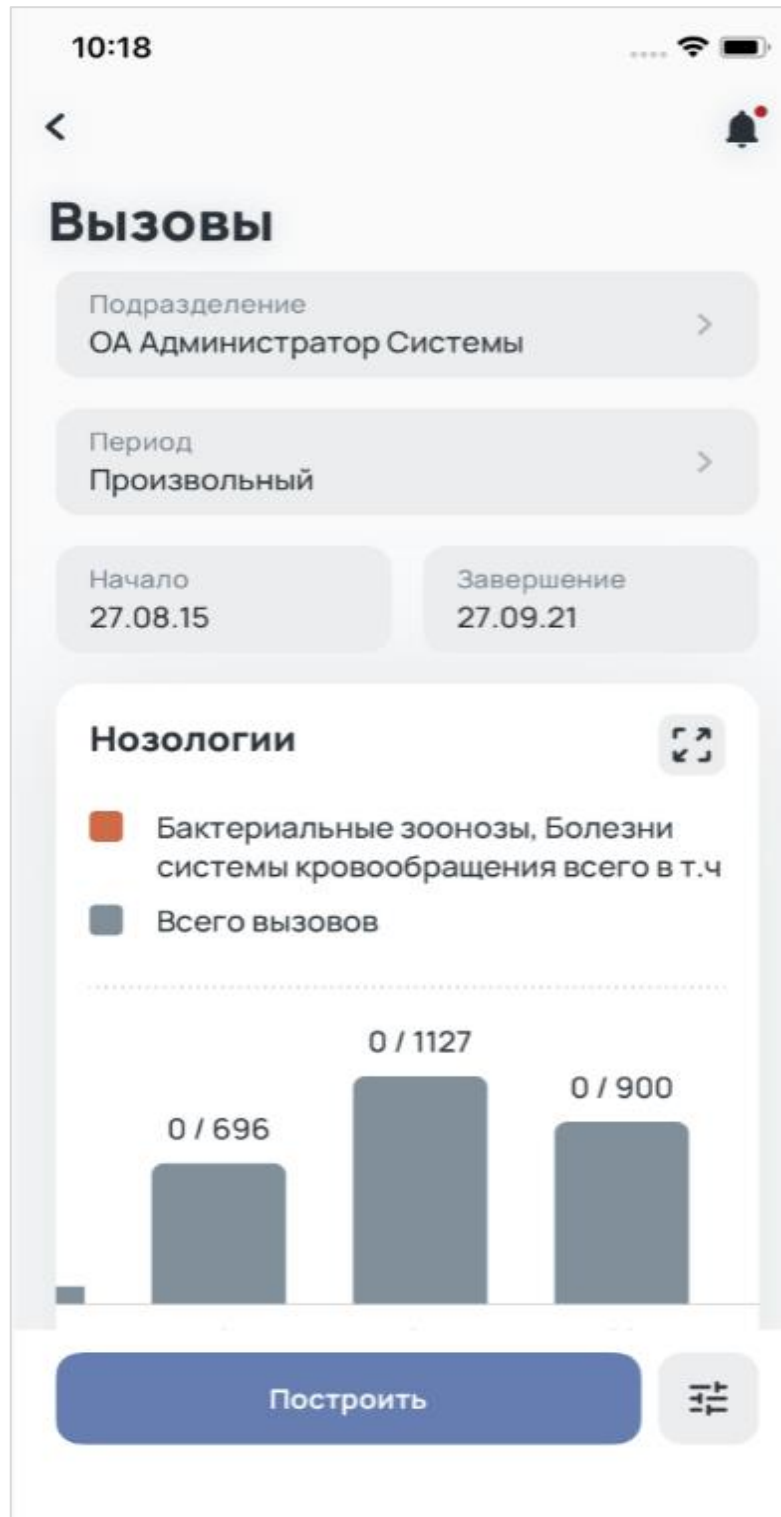 10:18
Вызовы
Подразделение
ОА Администратор Системы
Период
Произвольный
Начало
27.08.15
Завершение
27.09.21
Нозологии
Бактериальные зоонозы, Болезни
системы кровообращения всего в т.ч
Всего вызовов
0 / 696
0 / 1127
0 / 900
Построить